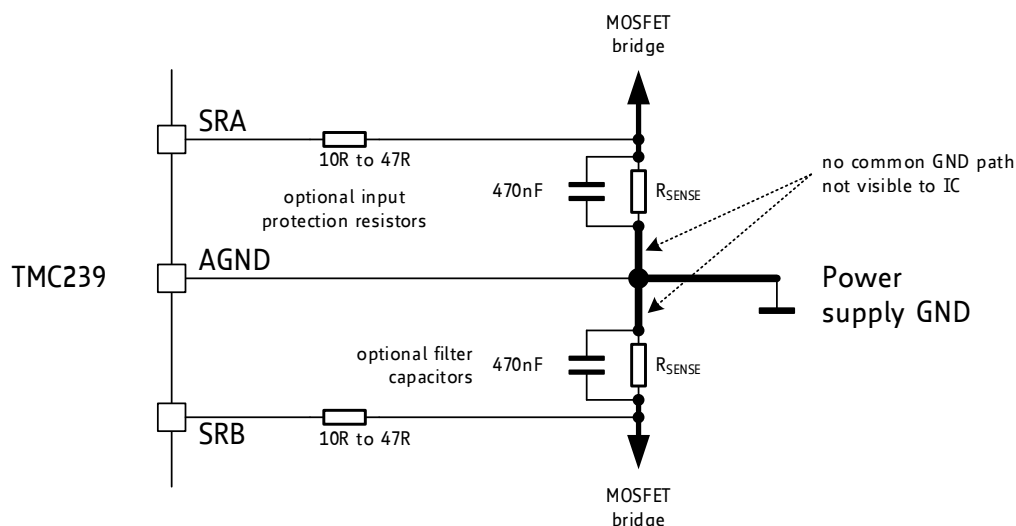 MOSFET
bridge
SRA
10R to 47R
optional input
protection resistors
470nF
RSENSE
no common GND path
not visible to IC
TMC239
AGND
Power
supply GND
optional filter
capacitors
470nF
RSENSE
SRB
10R to 47R
MOSFET
bridge